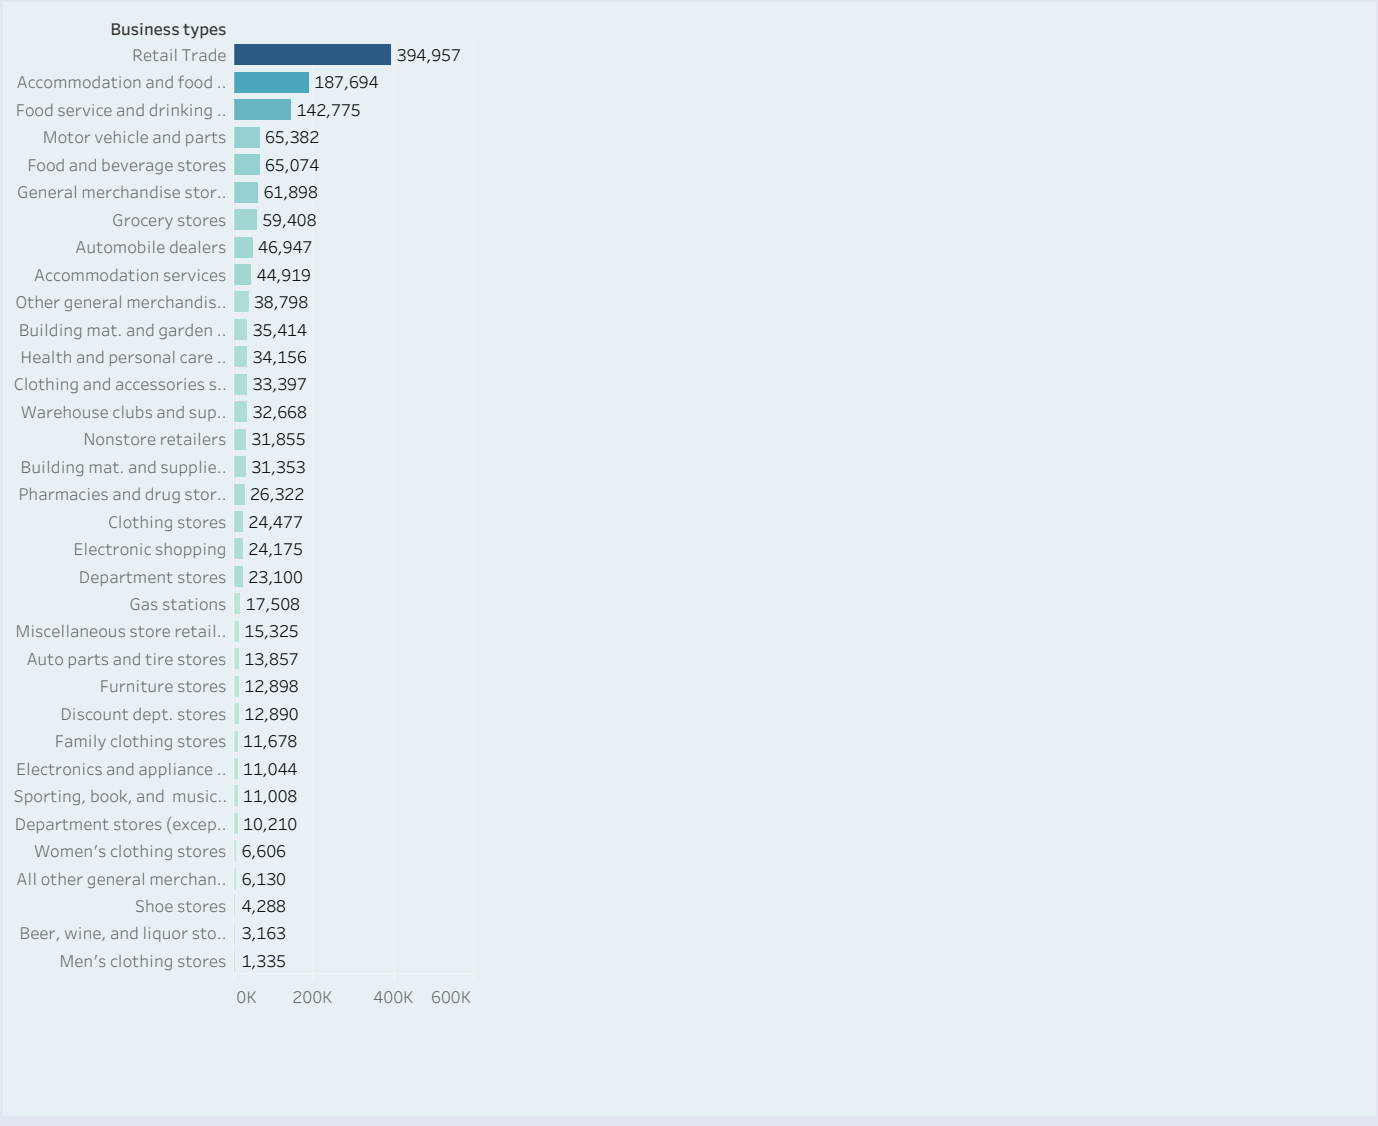 Business types
Retail Trade 394,957
Accommodation and food .. 187,694
Food service and drinking .. 142,775
Motor vehicle and parts 65,382
Food and beverage stores 65,074
General merchandise stor.. 61,898
Grocery stores 59,408
Automobile dealers 46,947
Accommodation services 44,919
Other general merchandis.. 38,798
Building mat. and garden .. 35,414
Health and personal care .. 34,156
Clothing and accessories s.. 33,397
Warehouse clubs and sup.. 32,668
Nonstore retailers 31,855
Building mat. and supplie.. 31,353
Pharmacies and drug stor.. 26,322
Clothing stores 24,477
Electronic shopping 24,175
Department stores 23,100
Gas stations 17,508
Miscellaneous store retail.. 15,325
Auto parts and tire stores 13,857
Furniture stores 12,898
Discount dept. stores 12,890
Family clothing stores 11,678
Electronics and appliance .. 11,044
Sporting, book, and  music.. 11,008
Department stores (excep.. 10,210
Women's clothing stores 6,606
All other general merchan.. 6,130
Shoe stores 4,288
Beer, wine, and liquor sto.. 3,163
Men's clothing stores 1,335
0K 200K 400K 600K